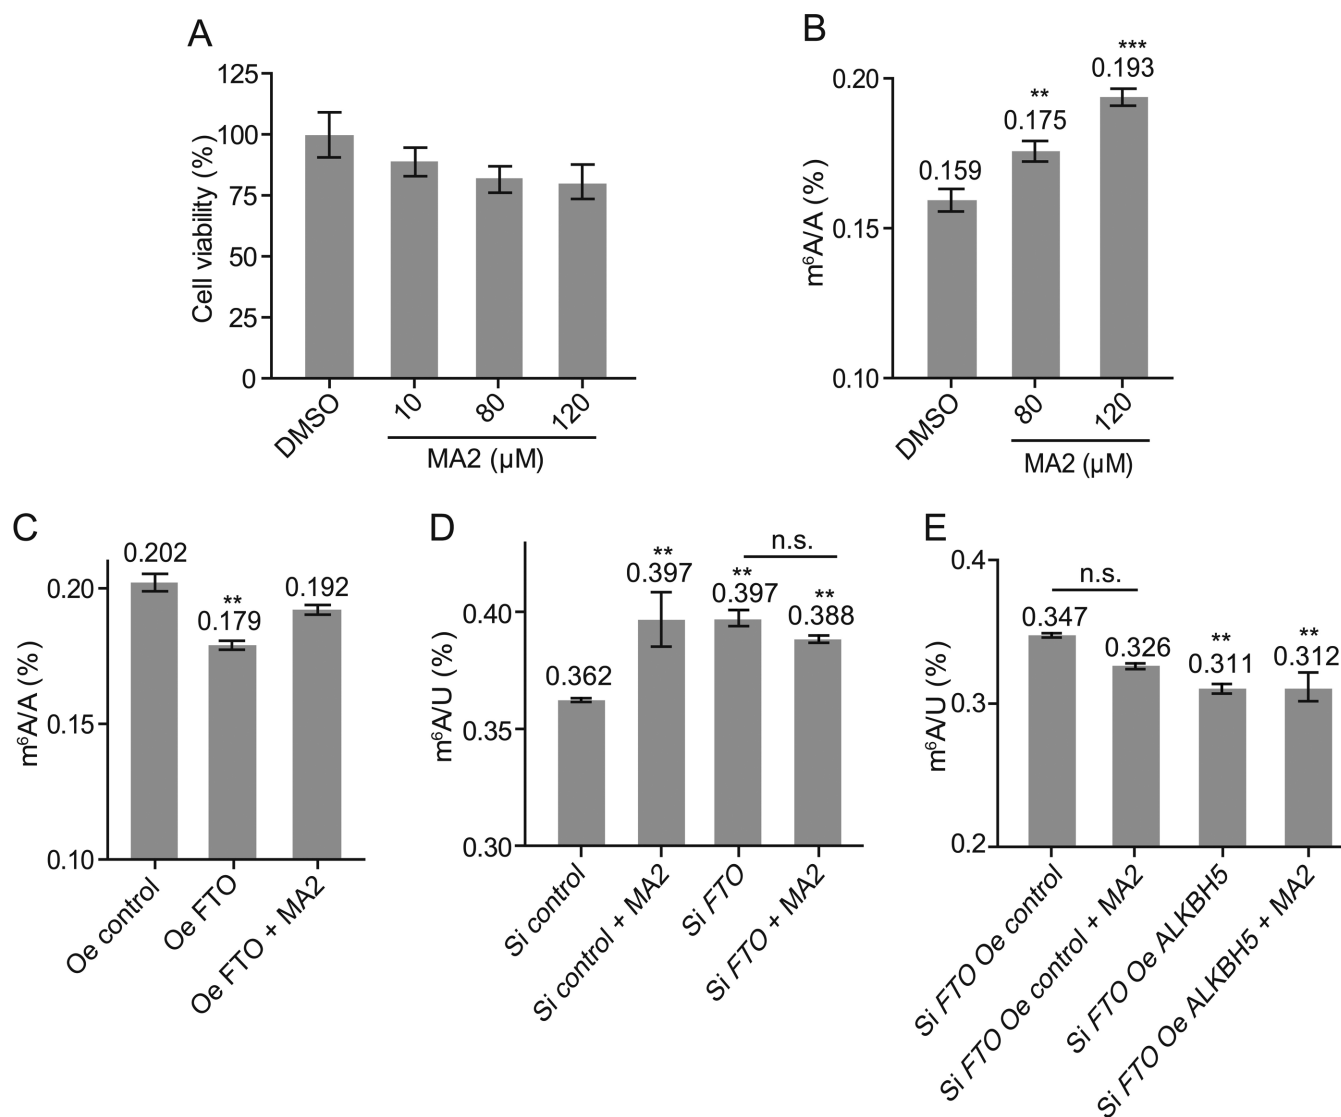 A
Cell viability (%)
125
100
75
50
25
0
DMSO
10
80
120
MA2 (µM)
B
m⁶A/A (%)
0.20
0.15
0.10
0.159
**
0.175
***
0.193
DMSO
80
120
MA2 (µM)
C
m⁶A/A (%)
0.20
0.15
0.10
0.202
**
0.179
0.192
Oe control
Oe FTO
Oe FTO + MA2
D
m⁶A/U (%)
0.40
0.35
0.30
0.362
**
0.397
n.s.
**
0.397
**
0.388
Si control
Si control + MA2
Si FTO
Si FTO + MA2
E
m⁶A/U (%)
0.4
0.3
0.2
n.s.
0.347
0.326
**
0.311
**
0.312
Si FTO Oe control
Si FTO Oe control + MA2
Si FTO Oe ALKBH5
Si FTO Oe ALKBH5 + MA2